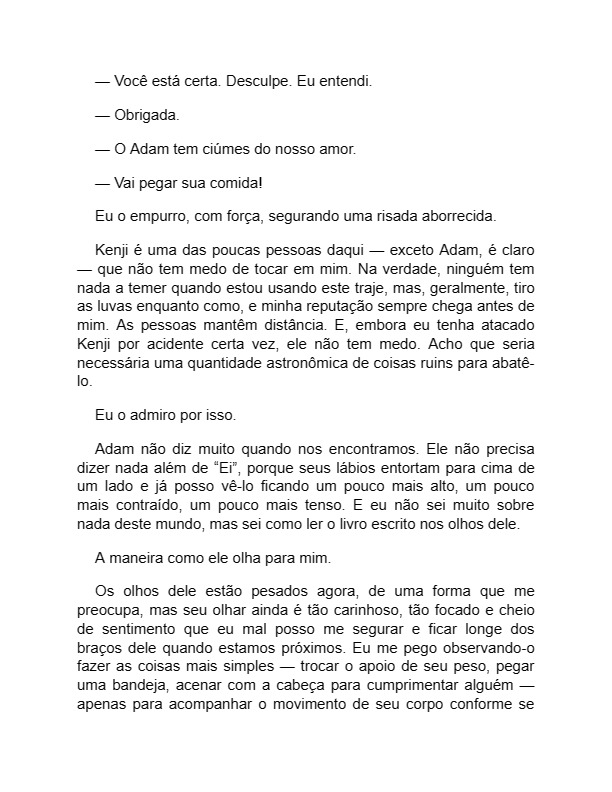 — Você está certa. Desculpe. Eu entendi.
— Obrigada.
— O Adam tem ciúmes do nosso amor.
— Vai pegar sua comida!
Eu o empurro, com força, segurando uma risada aborrecida.
Kenji é uma das poucas pessoas daqui — exceto Adam, é claro
— que não tem medo de tocar em mim. Na verdade, ninguém tem
nada a temer quando estou usando este traje, mas, geralmente, tiro
as luvas enquanto como, e minha reputação sempre chega antes de
mim. As pessoas mantêm distância. E, embora eu tenha atacado
Kenji por acidente certa vez, ele não tem medo. Acho que seria
necessária uma quantidade astronômica de coisas ruins para abatê-
lo.
Eu o admiro por isso.
Adam não diz muito quando nos encontramos. Ele não precisa
dizer nada além de “Ei”, porque seus lábios entortam para cima de
um lado e já posso vê-lo ficando um pouco mais alto, um pouco
mais contraído, um pouco mais tenso. E eu não sei muito sobre
nada deste mundo, mas sei como ler o livro escrito nos olhos dele.
A maneira como ele olha para mim.
Os olhos dele estão pesados agora, de uma forma que me
preocupa, mas seu olhar ainda é tão carinhoso, tão focado e cheio
de sentimento que eu mal posso me segurar e ficar longe dos
braços dele quando estamos próximos. Eu me pego observando-o
fazer as coisas mais simples — trocar o apoio de seu peso, pegar
uma bandeja, acenar com a cabeça para cumprimentar alguém —
apenas para acompanhar o movimento de seu corpo conforme se